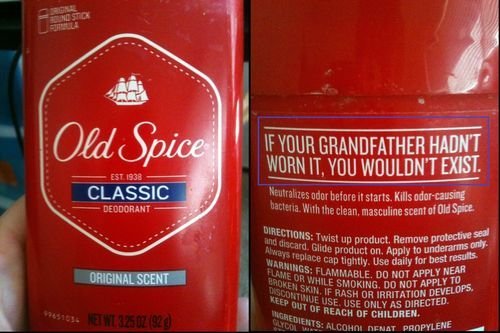 ORIGINAL
ROUND STICK
FORMULA
Old Spice
EST. 1938
CLASSIC
DEODORANT
ORIGINAL SCENT
99651034 NET WT 3.25 OZ (92 g)
IF YOUR GRANDFATHER HADN'T
WORN IT, YOU WOULDN'T EXIST.
Neutralizes odor before it starts. Kills odor-causing
bacteria. With the clean, masculine scent of Old Spice.
DIRECTIONS: Twist up product. Remove protective seal
and discard. Glide product on. Apply to underarms only.
Always replace cap tightly. Use daily for best results.
WARNINGS: FLAMMABLE. DO NOT APPLY NEAR
FLAME OR WHILE SMOKING. DO NOT APPLY TO
BROKEN SKIN. IF RASH OR IRRITATION DEVELOPS,
DISCONTINUE USE. USE ONLY AS DIRECTED.
KEEP OUT OF REACH OF CHILDREN.
INGREDIENTS: ALCOHOL DENAT, PROPYLENE
GLYCOL